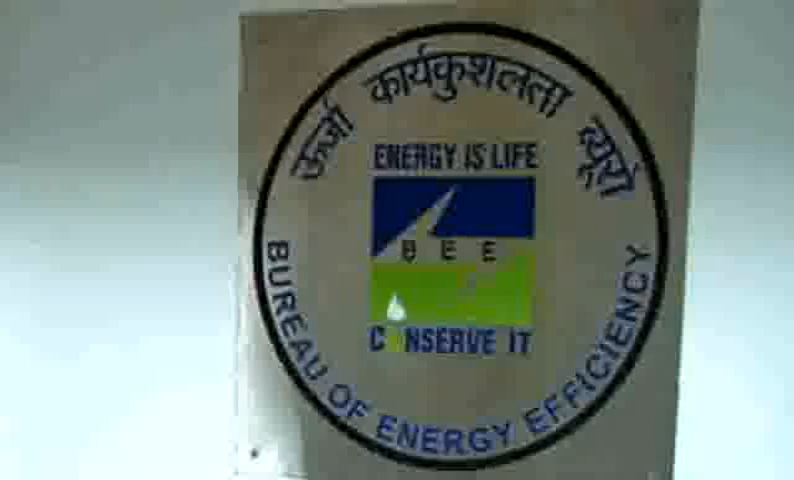 ऊर्जा कार्यकुशलता ब्यूरो
ENERGY IS LIFE
BEE
CONSERVE IT
BUREAU OF ENERGY EFFICIENCY